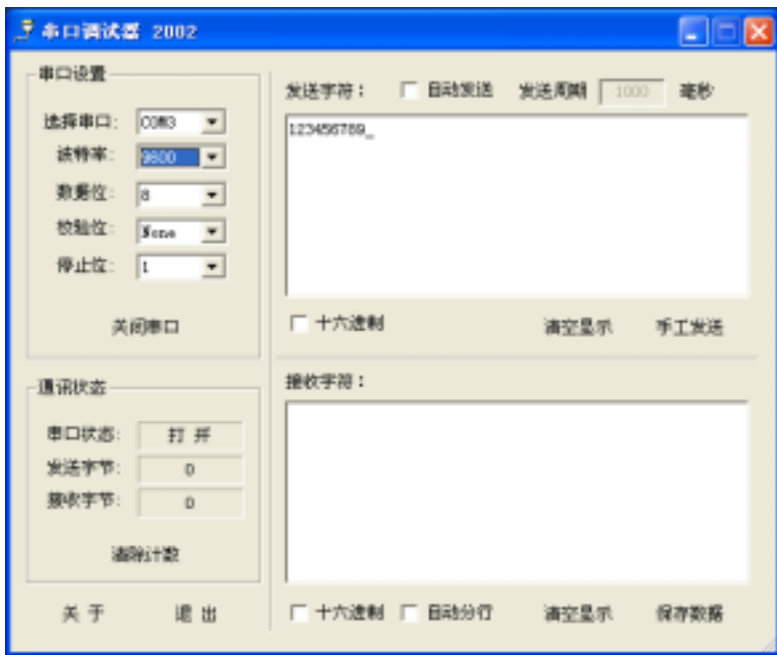 串口调试器 2002
串口设置
选择串口: COM3
波特率: 9600
数据位: 8
校验位: None
停止位: 1
关闭串口
通讯状态
串口状态: 打 开
发送字节: 0
接收字节: 0
清除计数
关 于 退 出
发送字符: 自动发送 发送周期 1000 毫秒
123456789_
十六进制 清空显示 手工发送
接收字符:
十六进制 自动分行 清空显示 保存数据